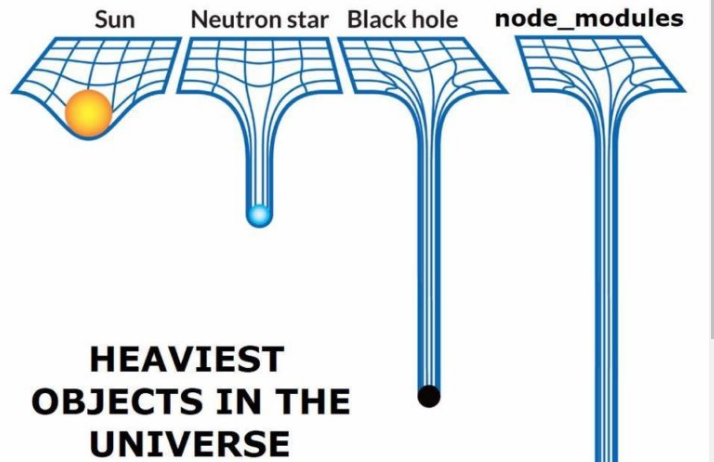 Sun
Neutron star
Black hole
node_modules
HEAVIEST
OBJECTS IN THE
UNIVERSE